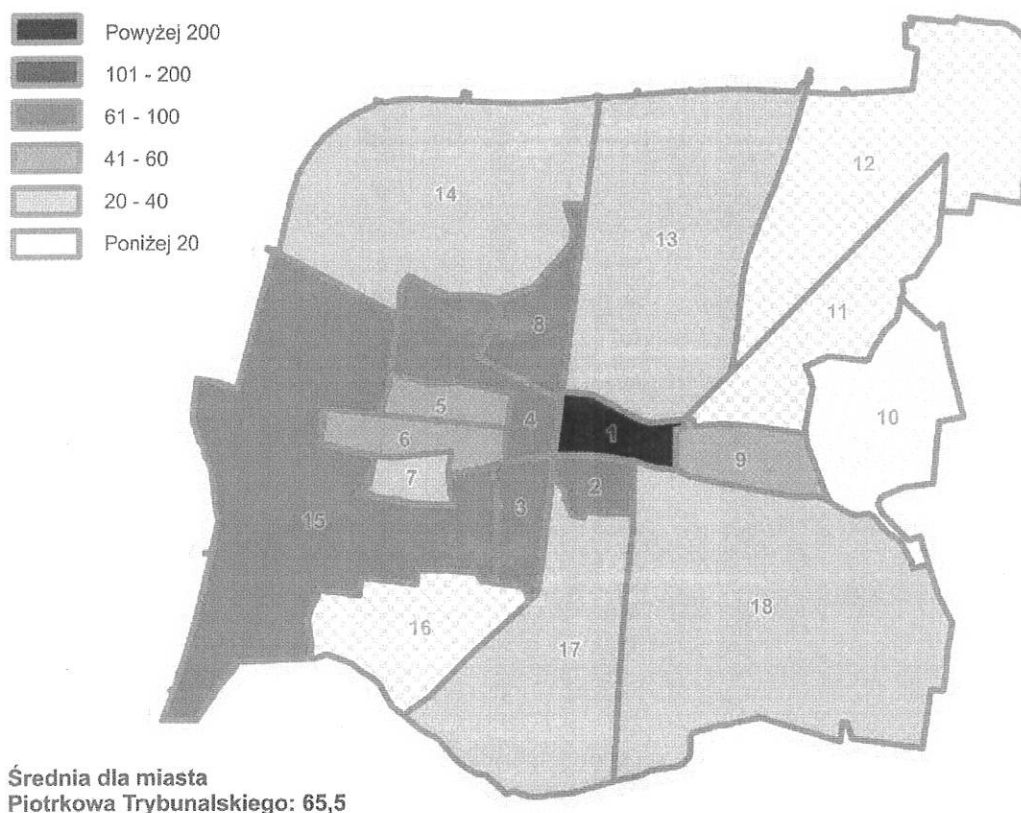 Powyżej 200
101 - 200
61 - 100
41 - 60
20 - 40
Poniżej 20
12
14
13
11
8
5
4
10
6
1
9
7
2
3
15
18
16
17
Średnia dla miasta
Piotrkowa Trybunalskiego: 65,5